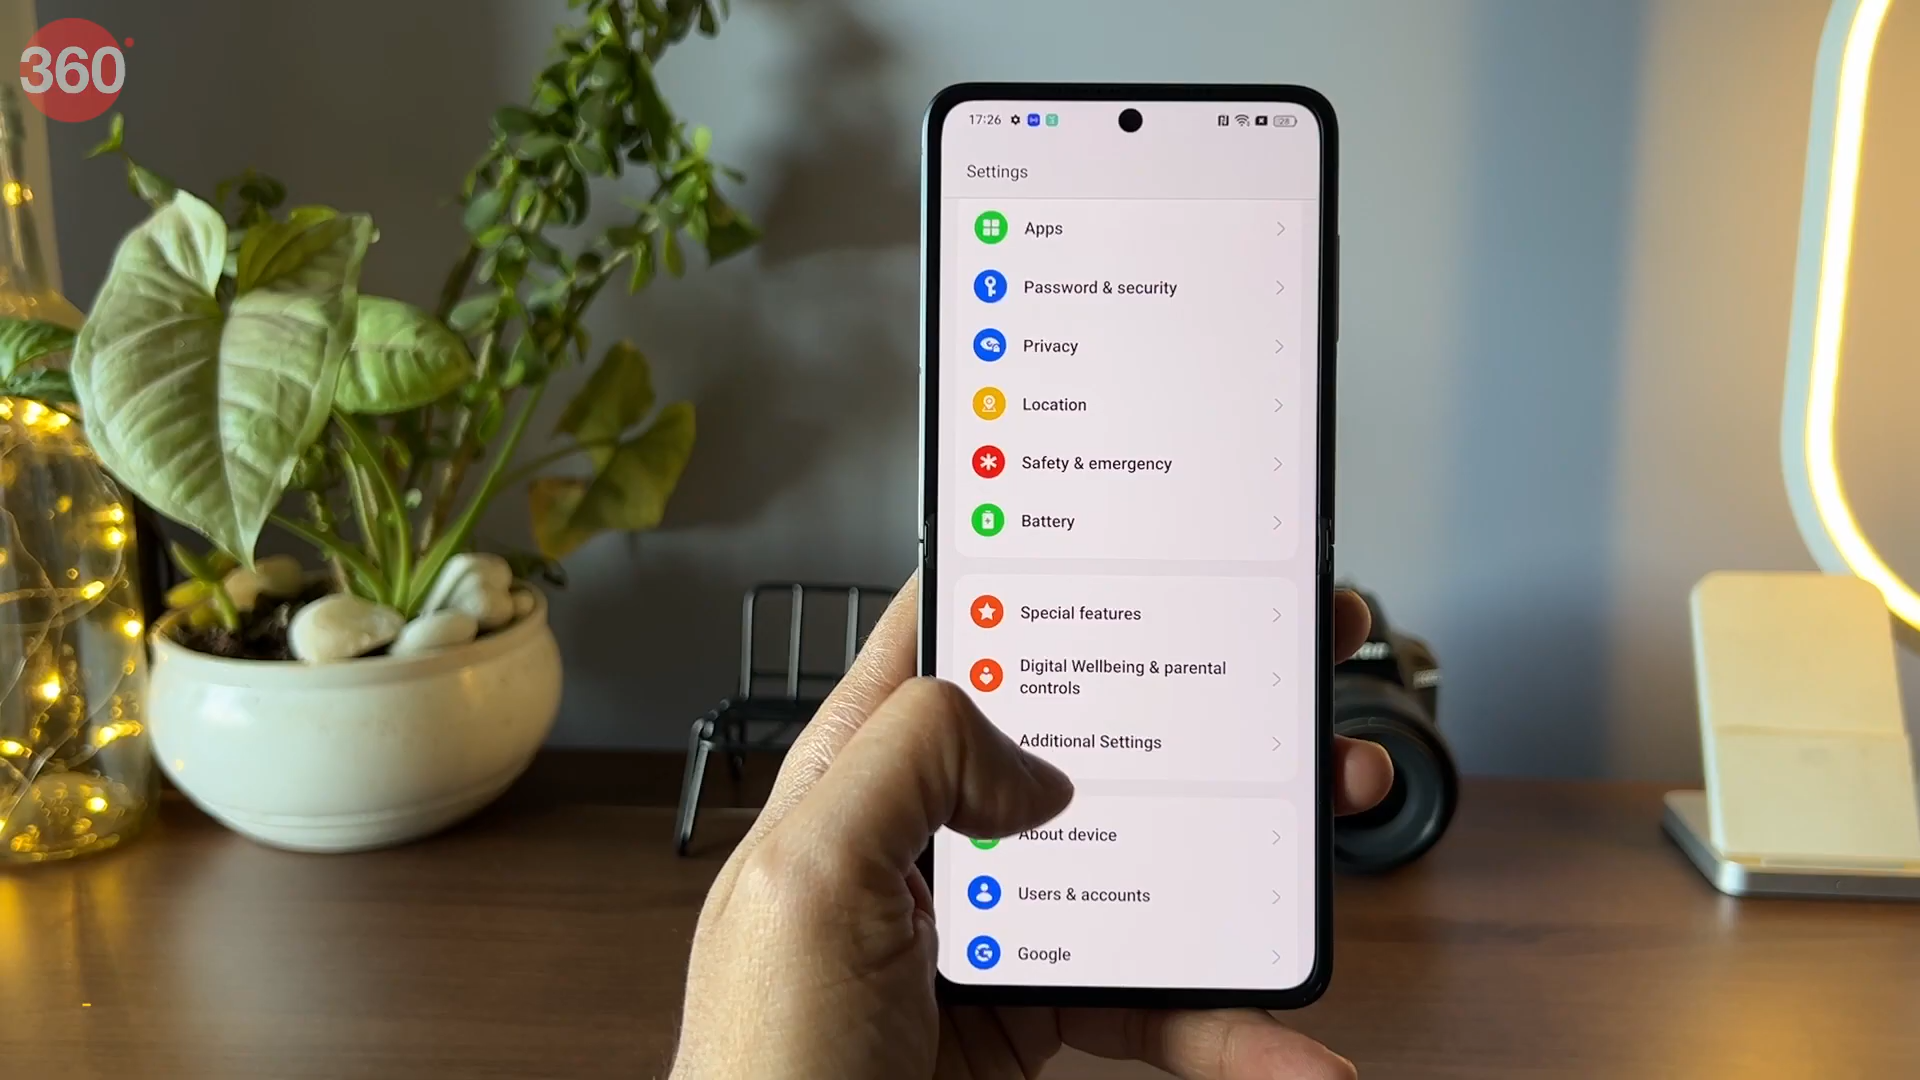 360
17:26
28
Settings
Apps
Password & security
Privacy
Location
Safety & emergency
Battery
Special features
Digital Wellbeing & parental
controls
Additional Settings
About device
Users & accounts
Google